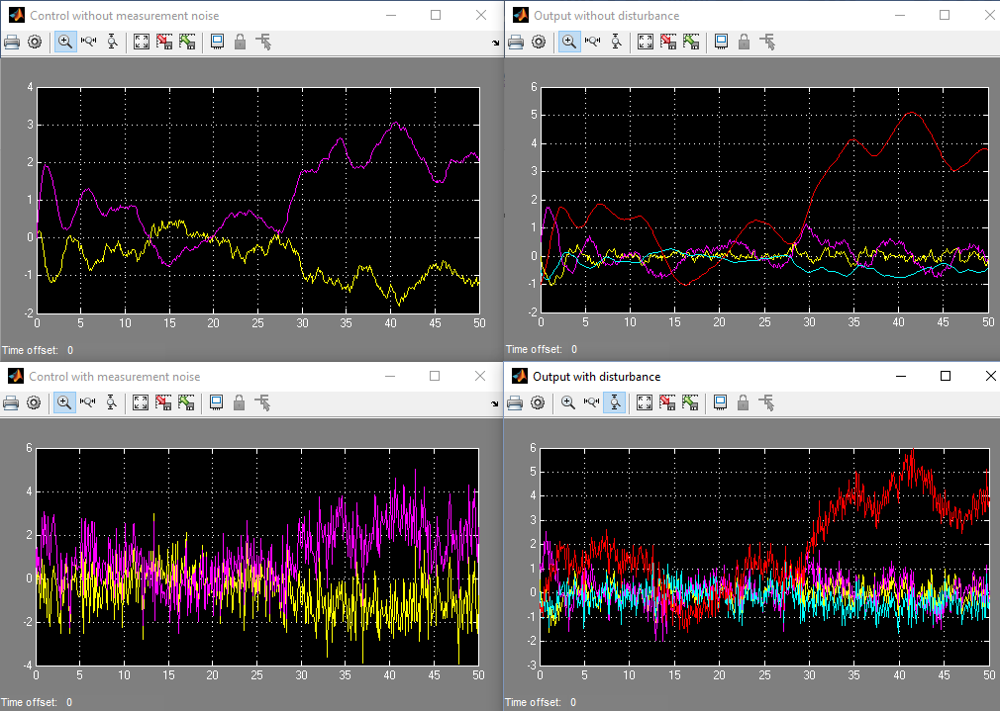 Control without measurement noise
4
3
2
1
0
-1
-2
0 5 10 15 20 25 30 35 40 45 50
Time offset: 0
Output without disturbance
6
5
4
3
2
1
0
-1
-2
0 5 10 15 20 25 30 35 40 45 50
Time offset: 0
Control with measurement noise
6
4
2
0
-2
-4
0 5 10 15 20 25 30 35 40 45 50
Time offset: 0
Output with disturbance
6
5
4
3
2
1
0
-1
-2
-3
0 5 10 15 20 25 30 35 40 45 50
Time offset: 0